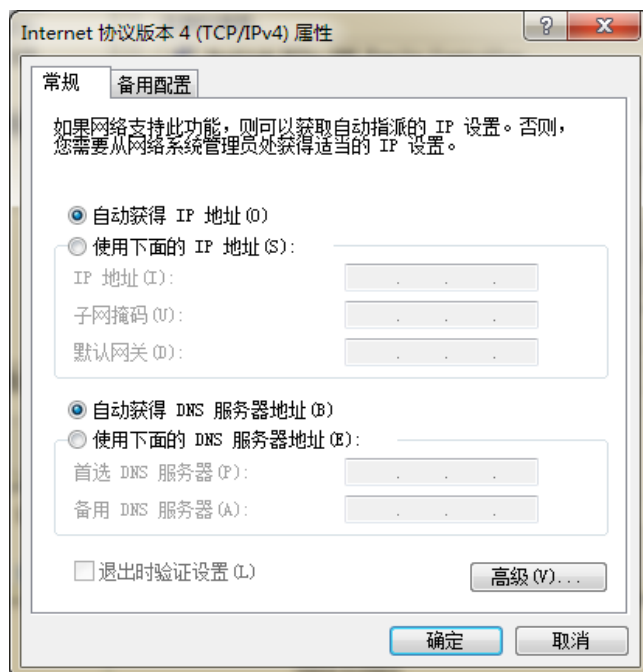 Internet 协议版本 4 (TCP/IPv4) 属性
常规 备用配置
如果网络支持此功能，则可以获取自动指派的 IP 设置。否则，
您需要从网络系统管理员处获得适当的 IP 设置。
自动获得 IP 地址(O)
使用下面的 IP 地址(S):
IP 地址(I):
子网掩码(U):
默认网关(D):
自动获得 DNS 服务器地址(B)
使用下面的 DNS 服务器地址(E):
首选 DNS 服务器(P):
备用 DNS 服务器(A):
退出时验证设置(L)
高级(V)...
确定 取消